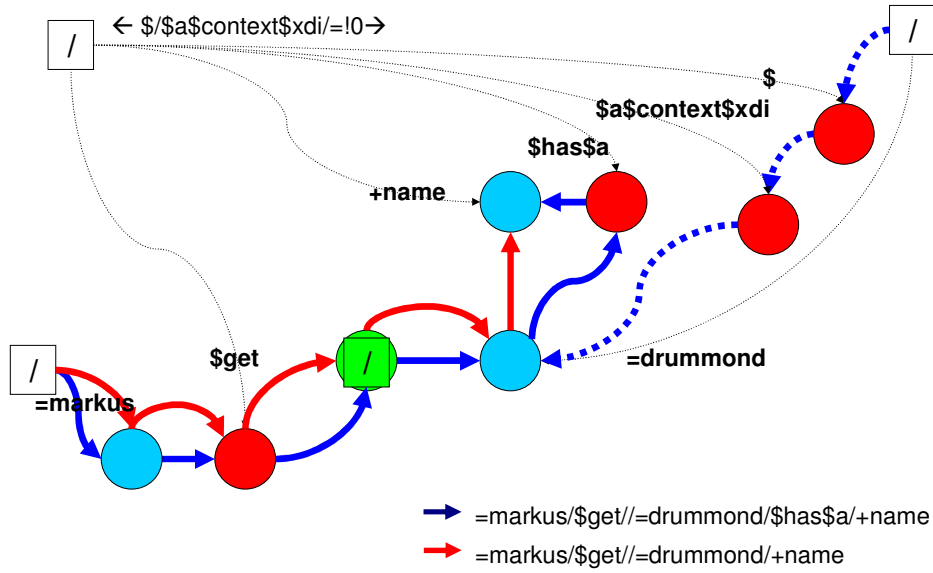 ← $/$a$context$xdi/=!0→
/
/
$
$a$context$xdi
$has$a
+name
$get
/
=drummond
/
=markus
=markus/$get//=drummond/$has$a/+name
=markus/$get//=drummond/+name